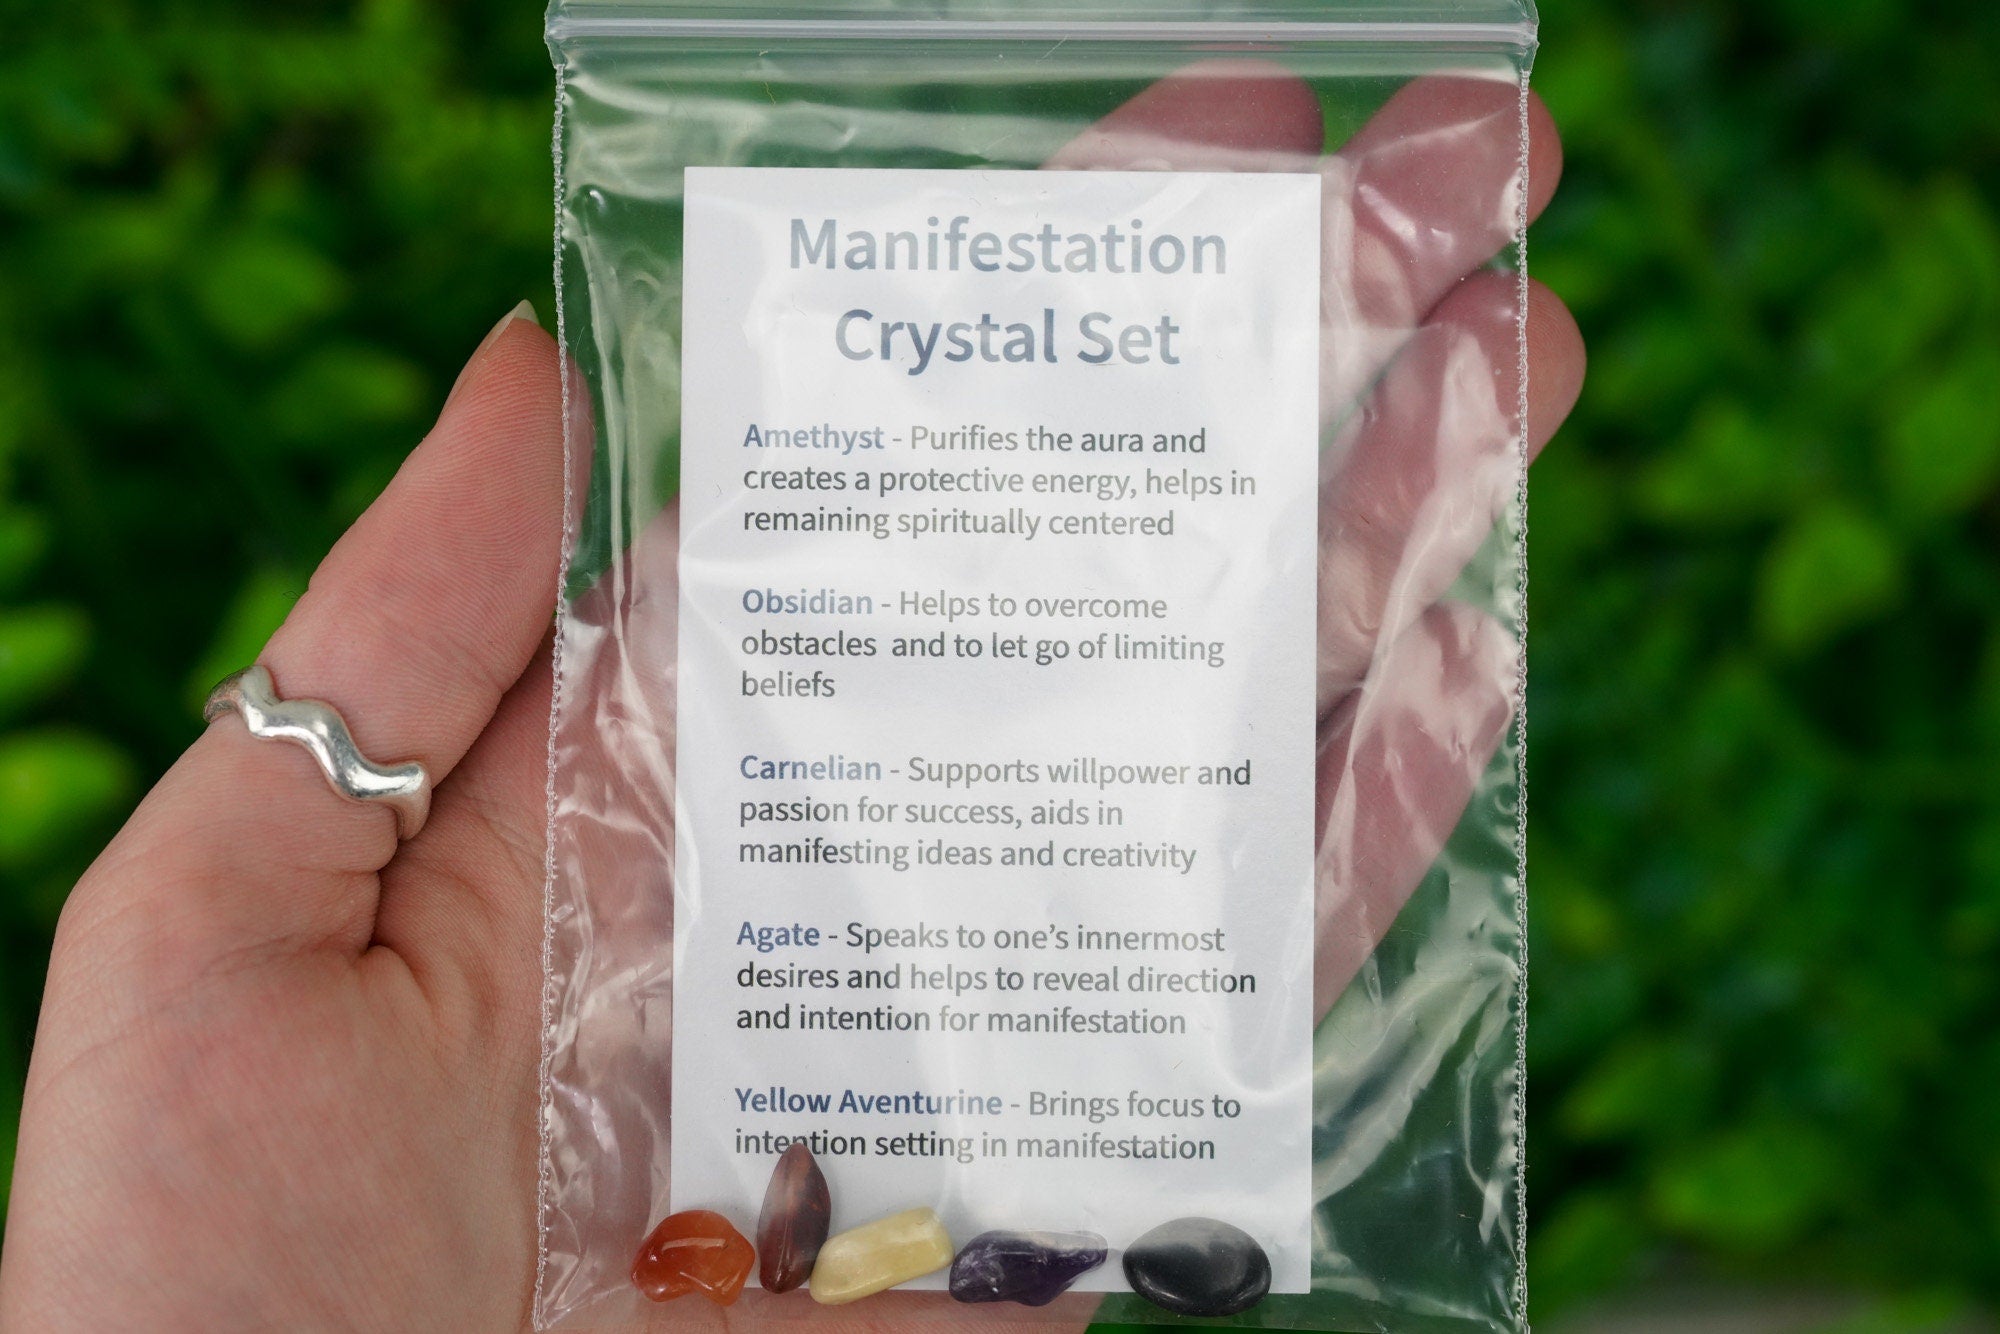 Manifestation
Crystal Set
Amethyst - Purifies the aura and
creates a protective energy, helps in
remaining spiritually centered
Obsidian - Helps to overcome
obstacles  and to let go of limiting
beliefs
Carnelian - Supports willpower and
passion for success, aids in
manifesting ideas and creativity
Agate - Speaks to one’s innermost
desires and helps to reveal direction
and intention for manifestation
Yellow Aventurine - Brings focus to
intention setting in manifestation